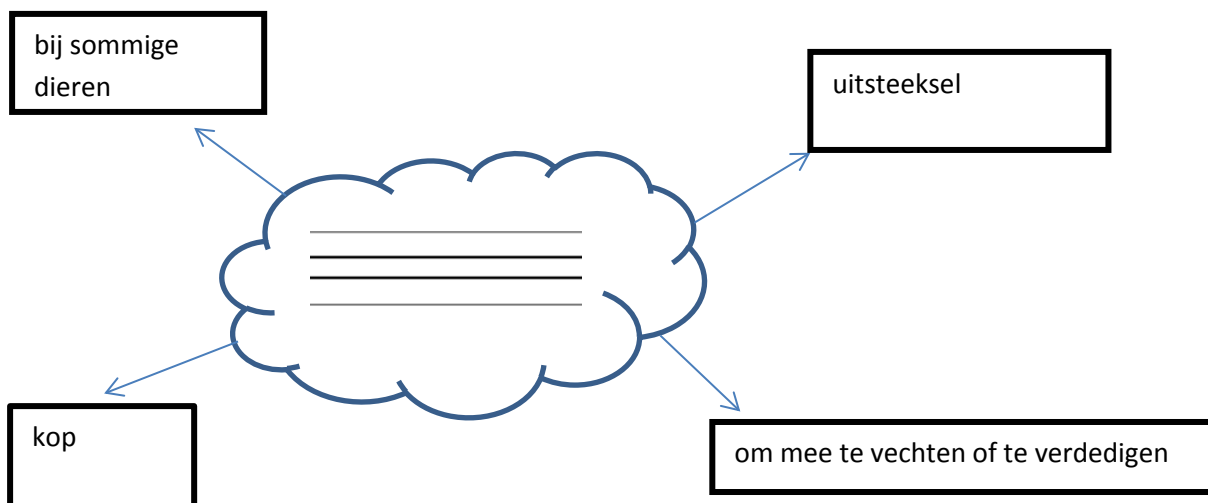 bij sommige
dieren
uitsteeksel
kop
om mee te vechten of te verdedigen